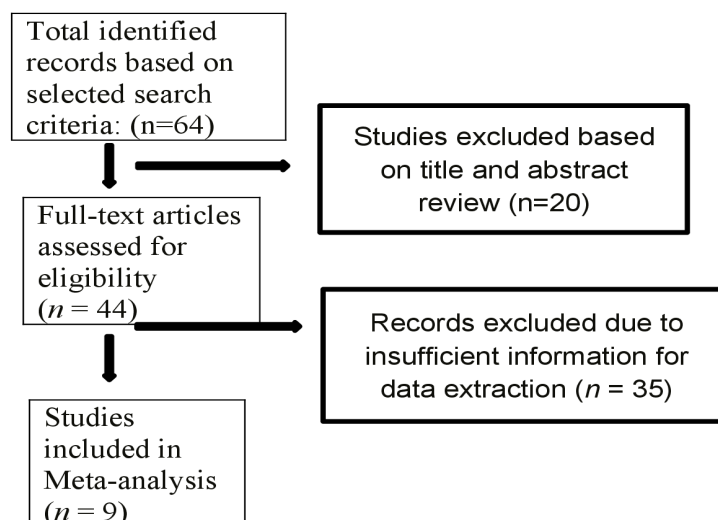 Total identified
records based on
selected search
criteria: (n=64)
Studies excluded based
on title and abstract
review (n=20)
Full-text articles
assessed for
eligibility
(n = 44)
Records excluded due to
insufficient information for
data extraction (n = 35)
Studies
included in
Meta-analysis
(n = 9)